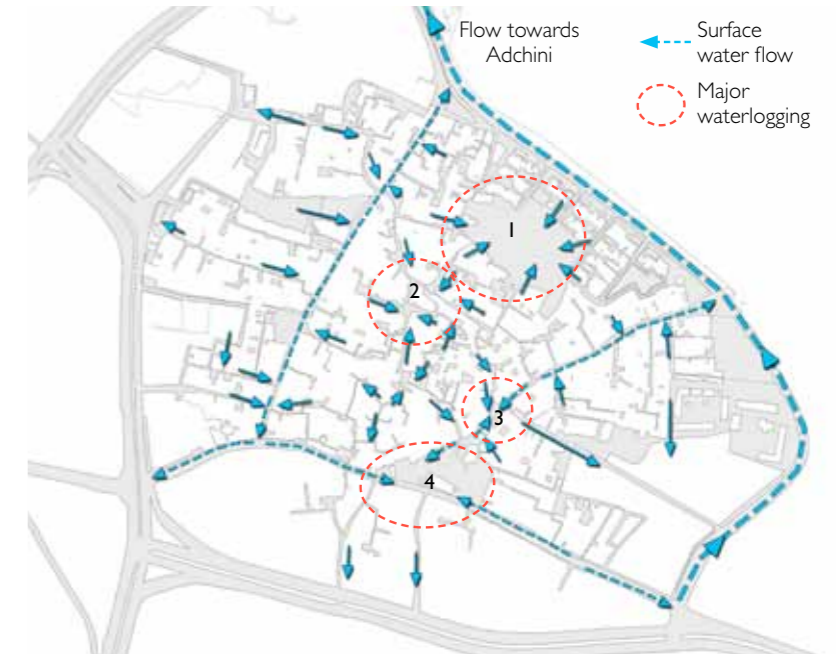 Flow towards
Adchini
Surface
water flow
Major
waterlogging
1
2
3
4